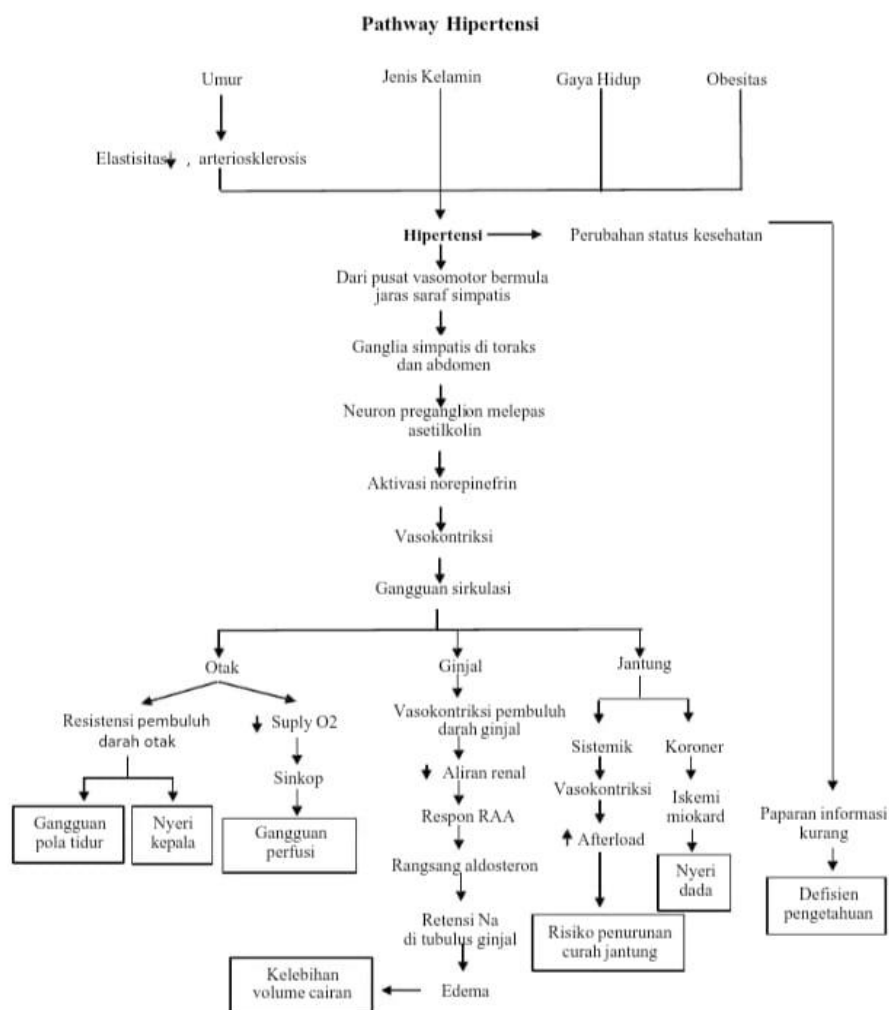 Pathway Hipertensi
Umur
Jenis Kelamin
Gaya Hidup
Obesitas
Elastisitas , arteriosklerosis
Hipertensi
Perubahan status kesehatan
Dari pusat vasomotor bermula
jaras saraf simpatis
Ganglia simpatis di toraks
dan abdomen
Neuron preganglion melepas
asetilkolin
Aktivasi norepinefrin
Vasokontriksi
Gangguan sirkulasi
Otak
Ginjal
Jantung
Resistensi pembuluh
darah otak
Suply O2
Vasokontriksi pembuluh
darah ginjal
Sistemik
Koroner
Sinkop
Aliran renal
Vasokontriksi
Iskemi
miokard
Paparan informasi
kurang
Gangguan
pola tidur
Nyeri
kepala
Gangguan
perfusi
Respon RAA
Afterload
Rangsang aldosteron
Nyeri
dada
Defisien
pengetahuan
Retensi Na
di tubulus ginjal
Risiko penurunan
curah jantung
Kelebihan
volume cairan
Edema